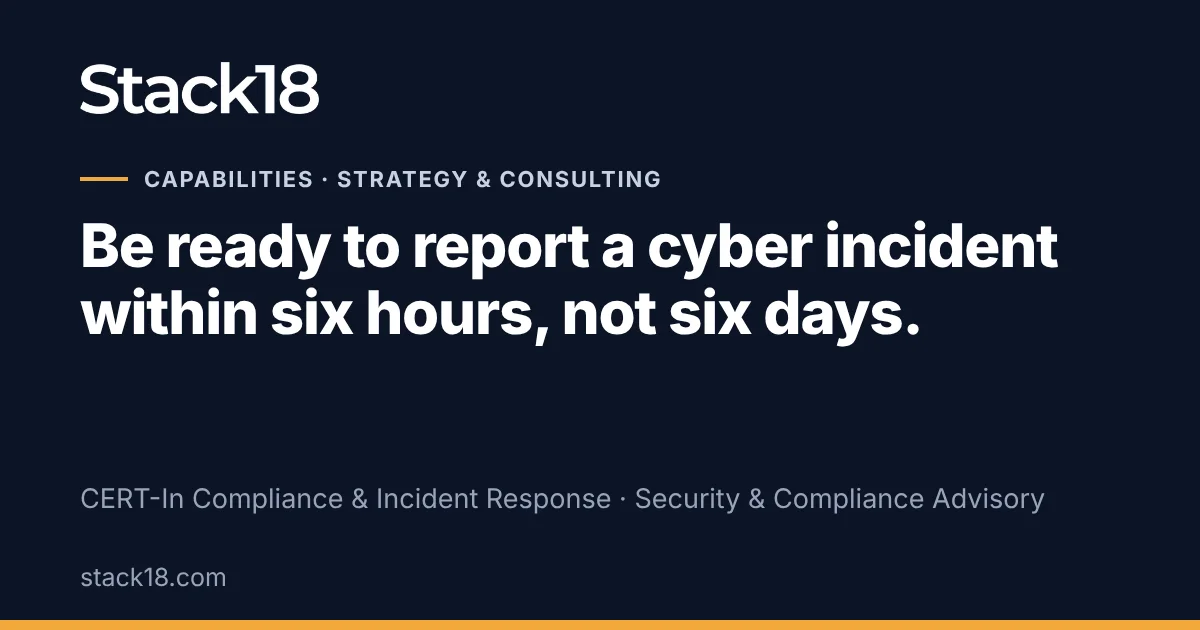 Stack18
CAPABILITIES · STRATEGY & CONSULTING
Be ready to report a cyber incident
within six hours, not six days.
CERT-In Compliance & Incident Response · Security & Compliance Advisory
stack18.com